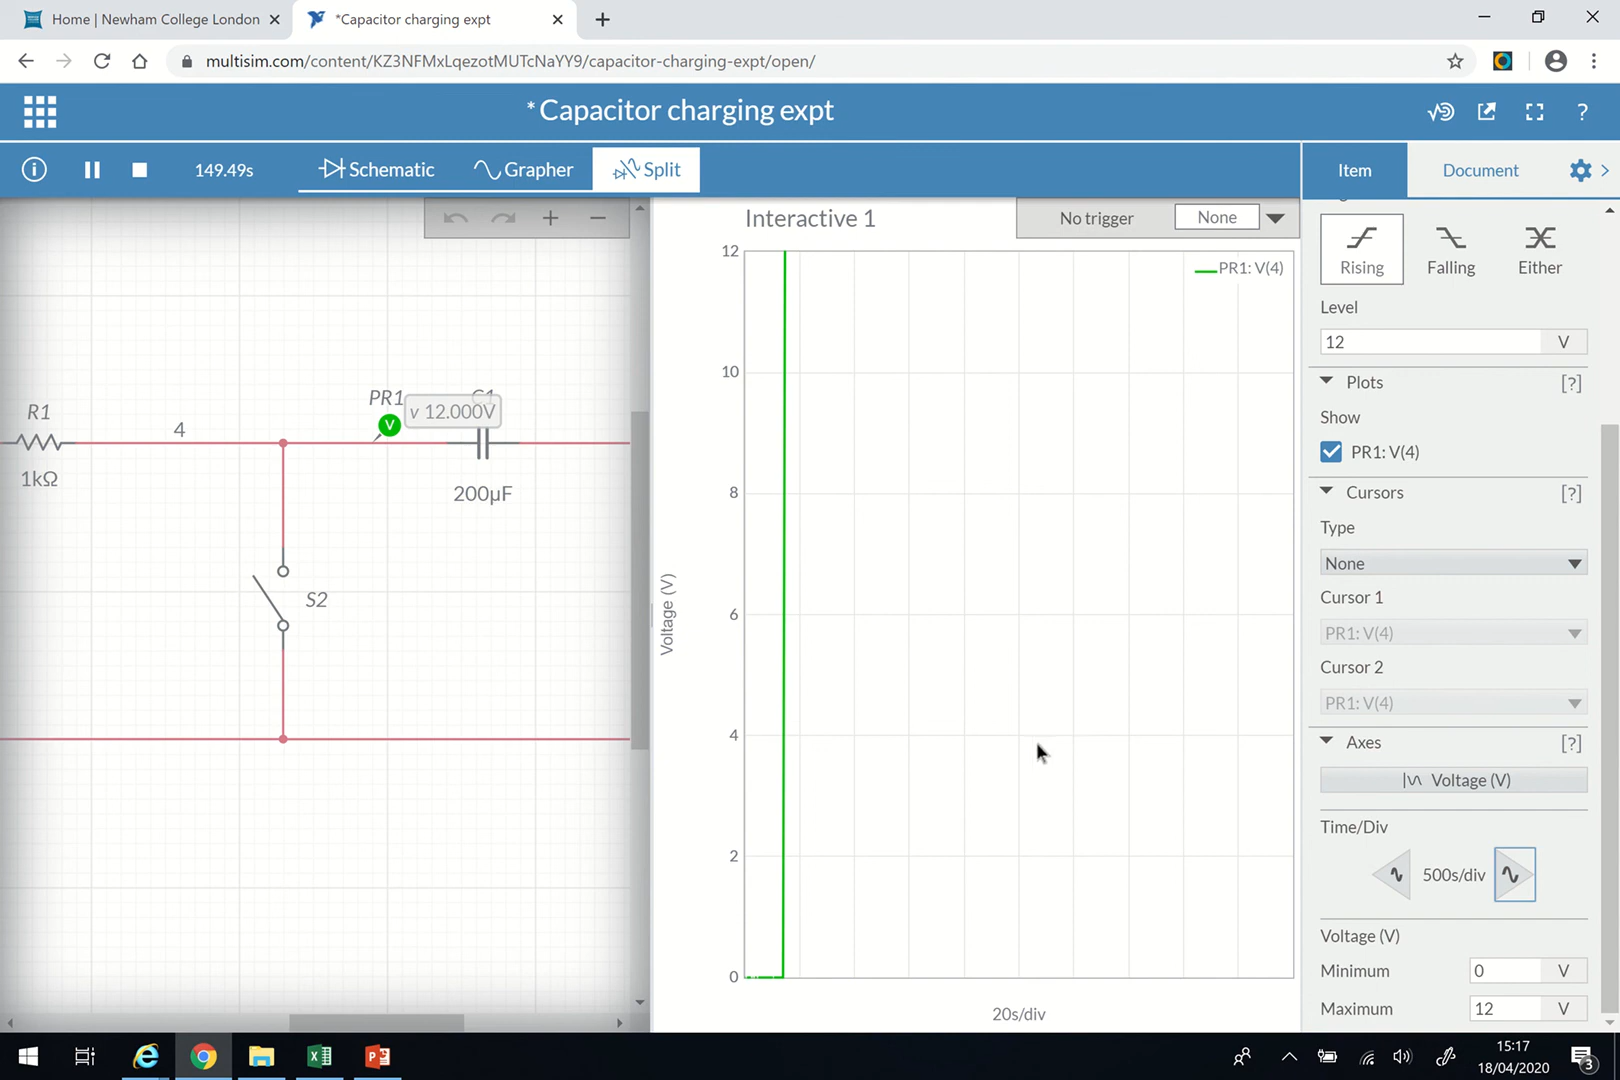 Home | Newham College London
*Capacitor charging expt
multisim.com/content/KZ3NFMxLqezotMUTcNaYY9/capacitor-charging-expt/open/
* Capacitor charging expt
?
149.49s
Schematic
Grapher
Split
Item
Document
Interactive 1
No trigger
None
12
10
8
6
4
2
0
Voltage (V)
PR1: V(4)
20s/div
R1
1kΩ
4
PR1
V
v 12.000V
C1
200µF
S2
Rising
Falling
Either
Level
12 V
Plots [?]
Show
PR1: V(4)
Cursors [?]
Type
None
Cursor 1
PR1: V(4)
Cursor 2
PR1: V(4)
Axes [?]
Voltage (V)
Time/Div
500s/div
Voltage (V)
Minimum 0 V
Maximum 12 V
15:17
18/04/2020
3